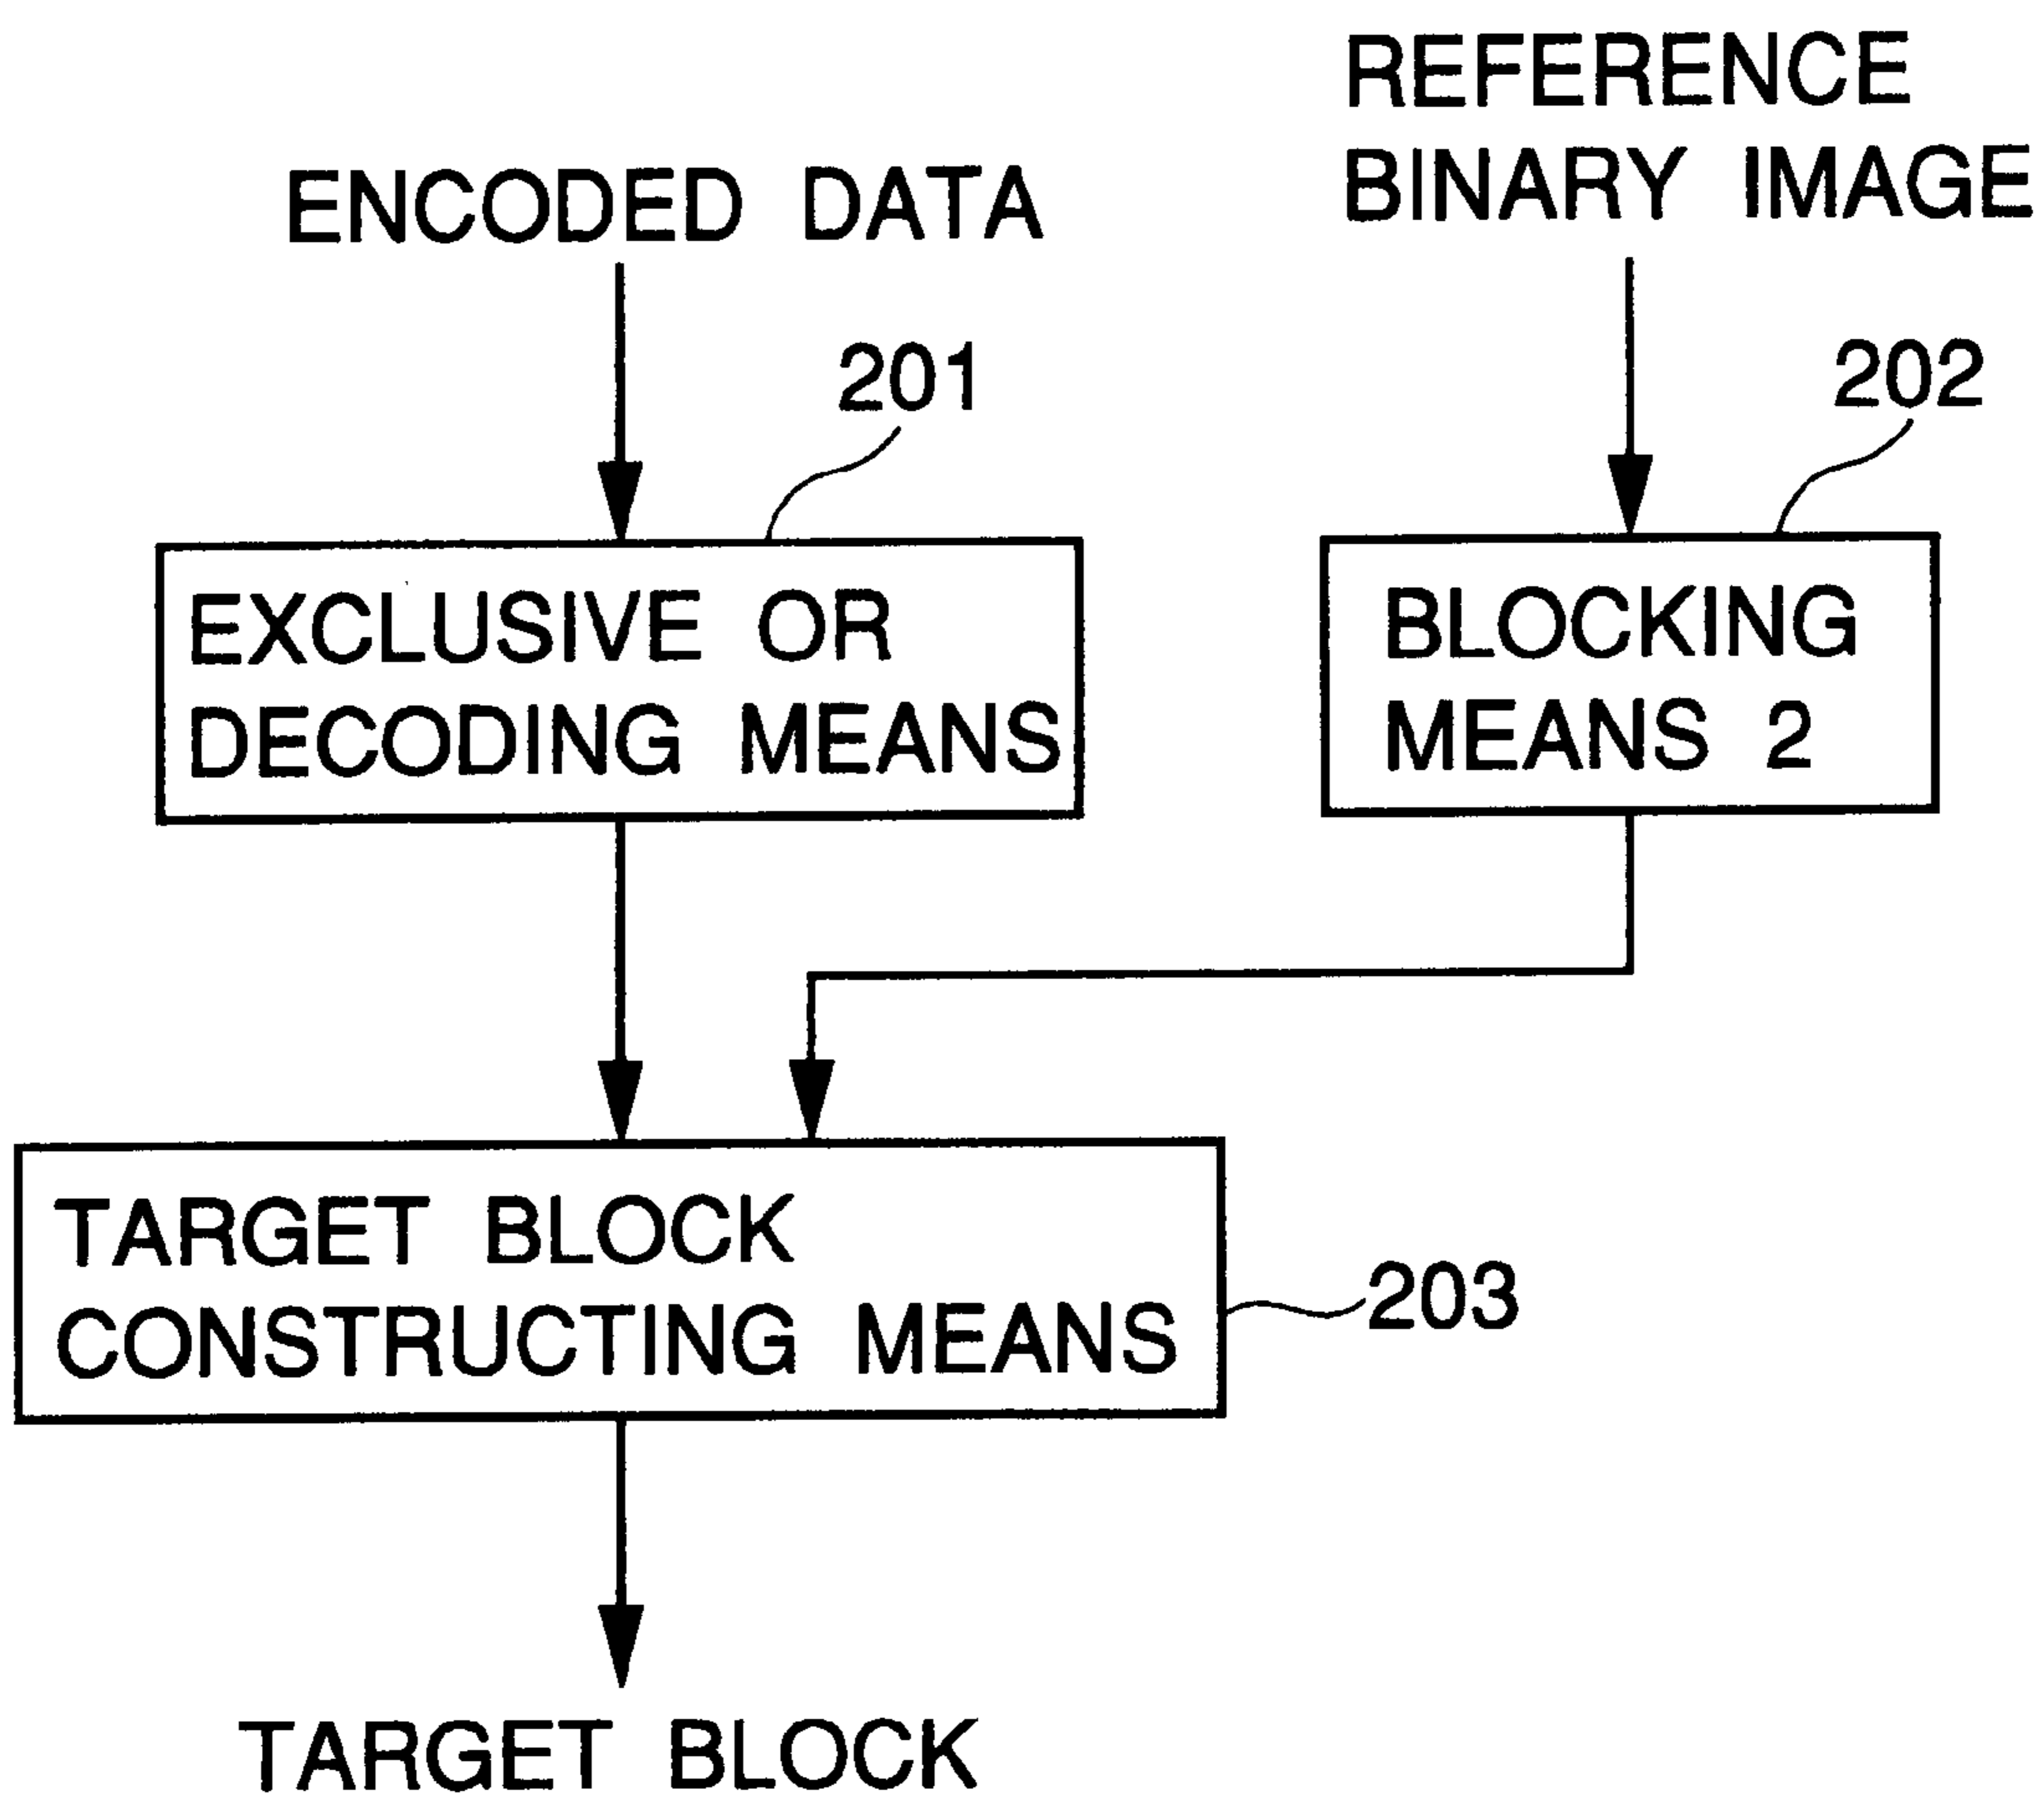 REFERENCE
BINARY IMAGE
ENCODED DATA
201
202
EXCLUSIVE OR
DECODING MEANS
BLOCKING
MEANS 2
TARGET BLOCK
CONSTRUCTING MEANS
203
TARGET BLOCK